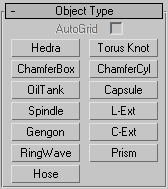 - Object Type
AutoGrid
Hedra Torus Knot
ChamferBox ChamferCyl
OilTank Capsule
Spindle L-Ext
Gengon C-Ext
RingWave Prism
Hose